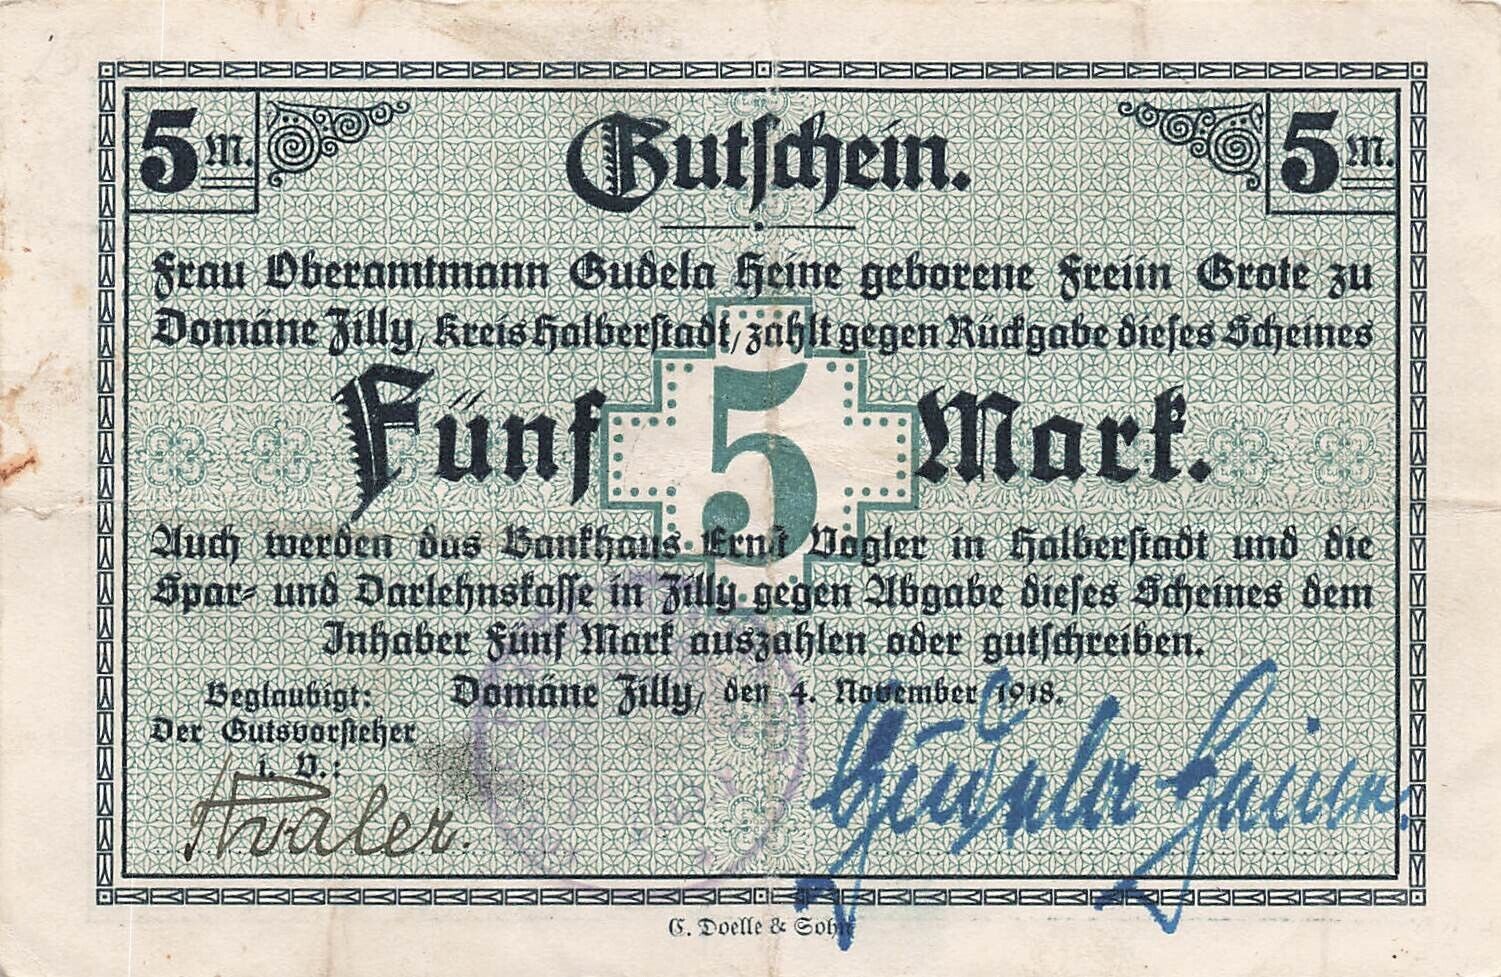 5 M. Gutschein. 5 M.
Frau Oberamtmann Gudela Heine geborene Freiin Grote zu
Domäne Zilly, Kreis Halberstadt, zahlt gegen Rückgabe dieses Scheines
Fünf 5 Mark.
Auch werden das Bankhaus Ernst Vogler in Halberstadt und die
Spar- und Darlehnskasse in Zilly gegen Abgabe dieses Scheines dem
Inhaber Fünf Mark auszahlen oder gutschreiben.
Beglaubigt: Domäne Zilly, den 4. November 1918.
Der Gutsvorsteher
i. V.:
Gudela Heine
C. Doelle & Sohn